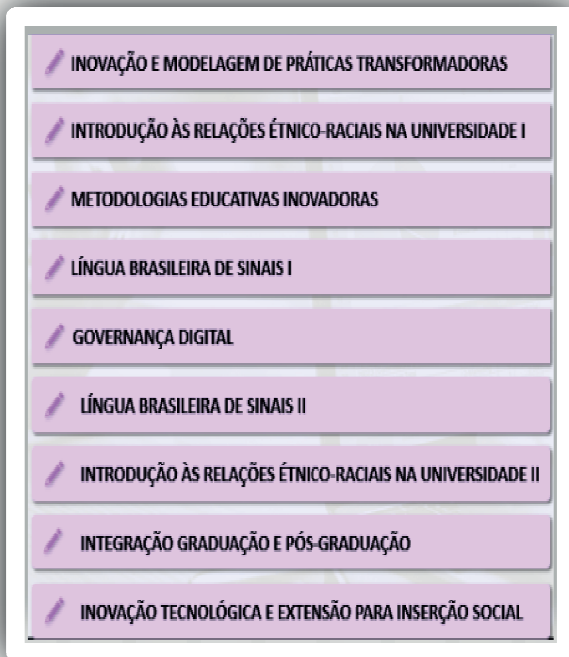 INOVAÇÃO E MODELAGEM DE PRÁTICAS TRANSFORMADORAS
INTRODUÇÃO ÀS RELAÇÕES ÉTNICO-RACIAIS NA UNIVERSIDADE I
METODOLOGIAS EDUCATIVAS INOVADORAS
LÍNGUA BRASILEIRA DE SINAIS I
GOVERNANÇA DIGITAL
LÍNGUA BRASILEIRA DE SINAIS II
INTRODUÇÃO ÀS RELAÇÕES ÉTNICO-RACIAIS NA UNIVERSIDADE II
INTEGRAÇÃO GRADUAÇÃO E PÓS-GRADUAÇÃO
INOVAÇÃO TECNOLÓGICA E EXTENSÃO PARA INSERÇÃO SOCIAL